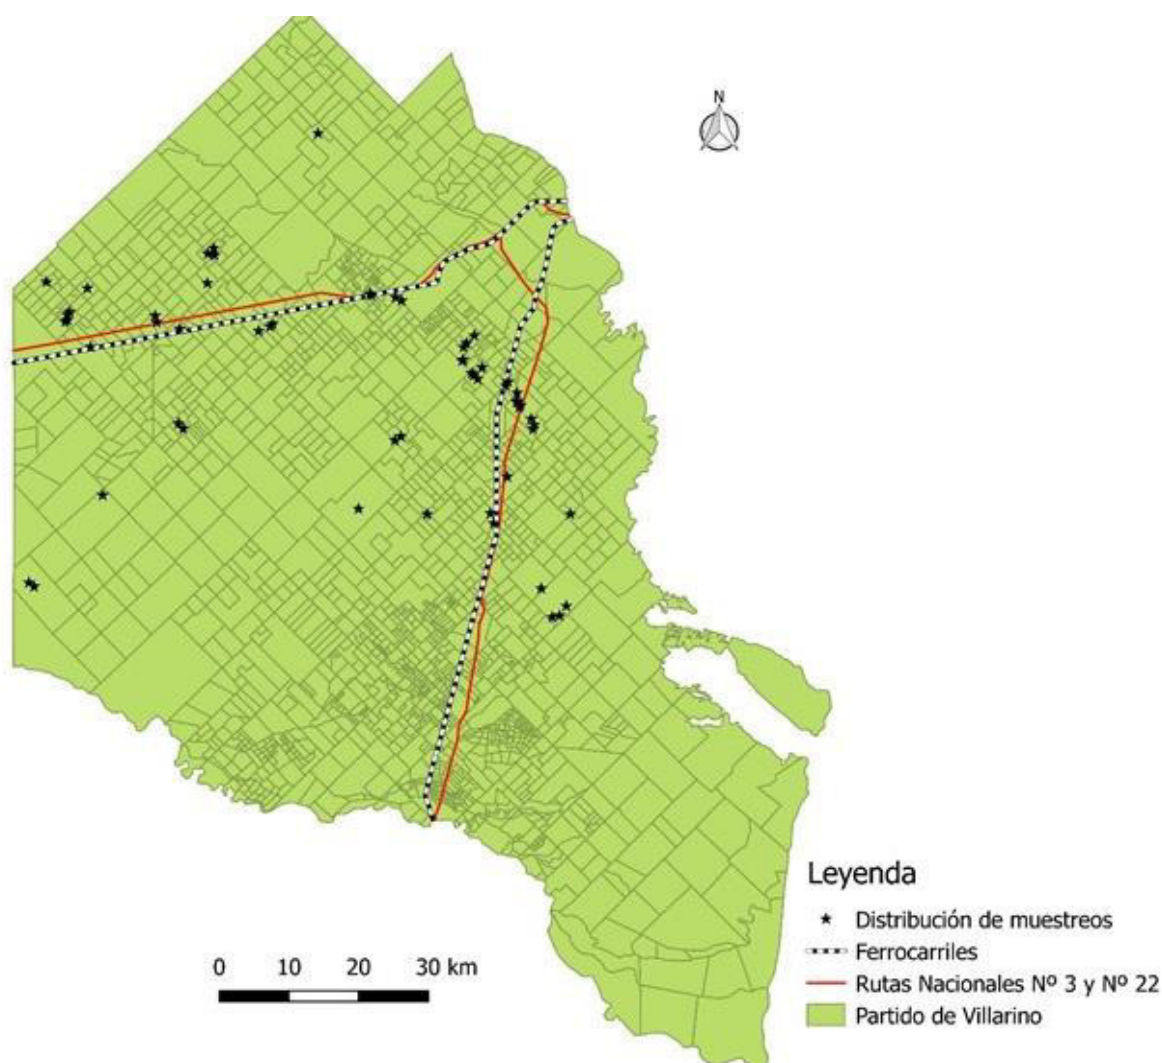 N
Leyenda
Distribución de muestreos
Ferrocarriles
Rutas Nacionales Nº 3 y Nº 22
Partido de Villarino
0 10 20 30 km